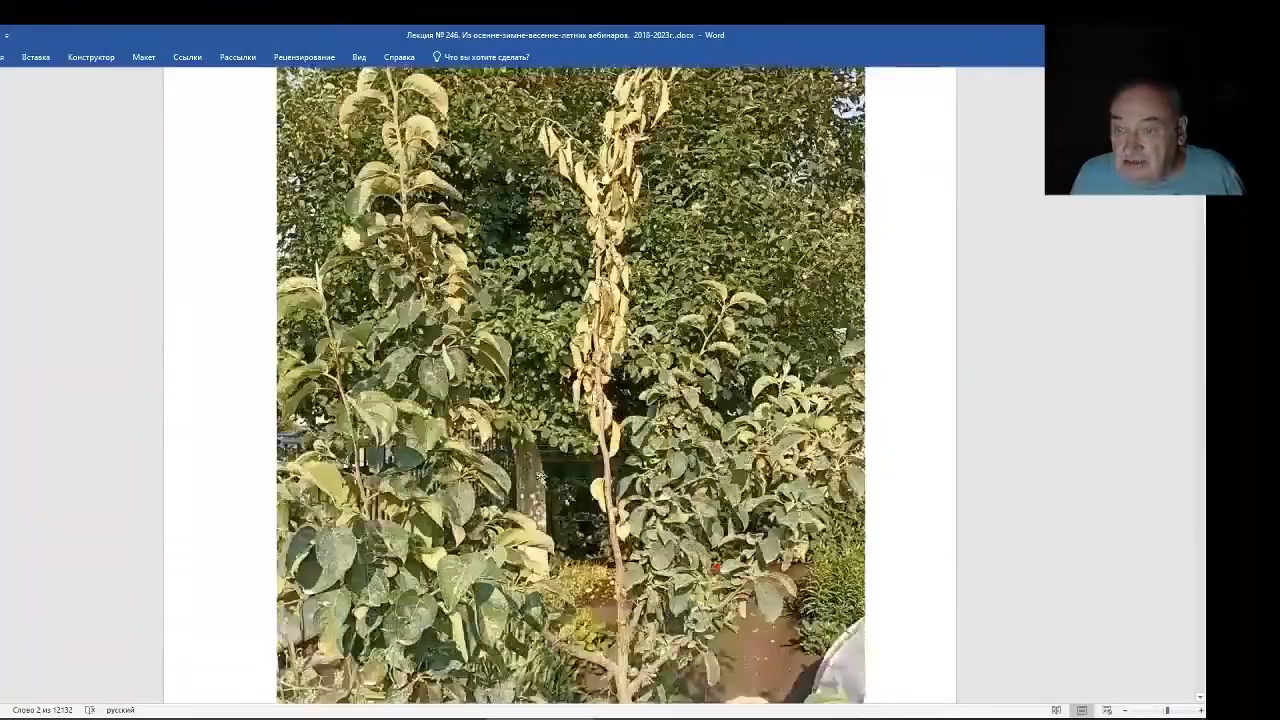 Лекция № 246. Из осенне-зимне-весенне-летних вебинаров. 2018-2023г..docx - Word
я Вставка Конструктор Макет Ссылки Рассылки Рецензирование Вид Справка Что вы хотите сделать?
Слово 2 из 12132 русский